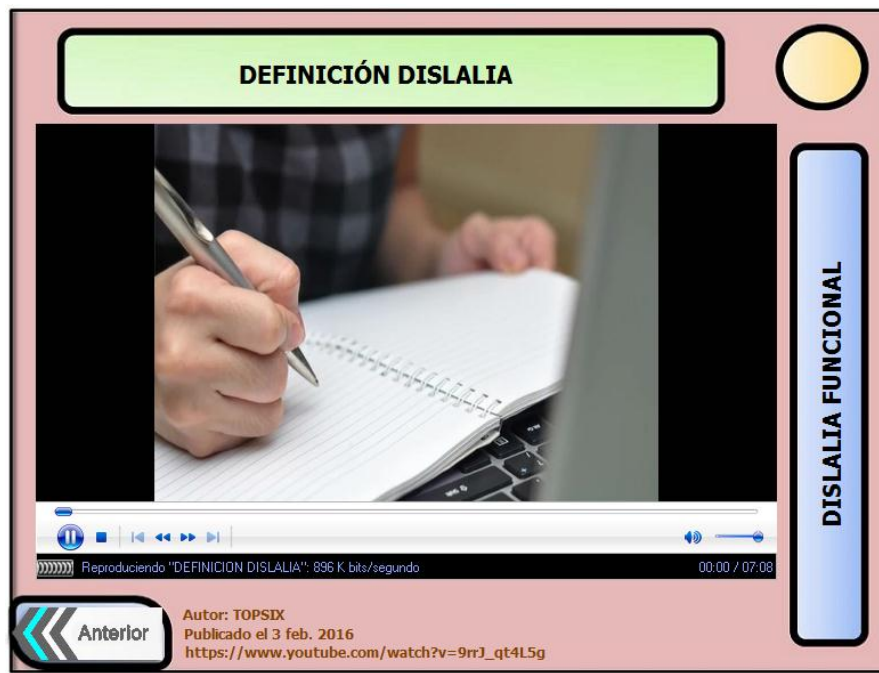 DEFINICIÓN DISLALIA
DISLALIA FUNCIONAL
Reproduciendo "DEFINICION DISLALIA": 896 K bits/segundo
00:00 / 07:08
Anterior
Autor: TOPSIX
Publicado el 3 feb. 2016
https://www.youtube.com/watch?v=9rrJ_qt4L5g